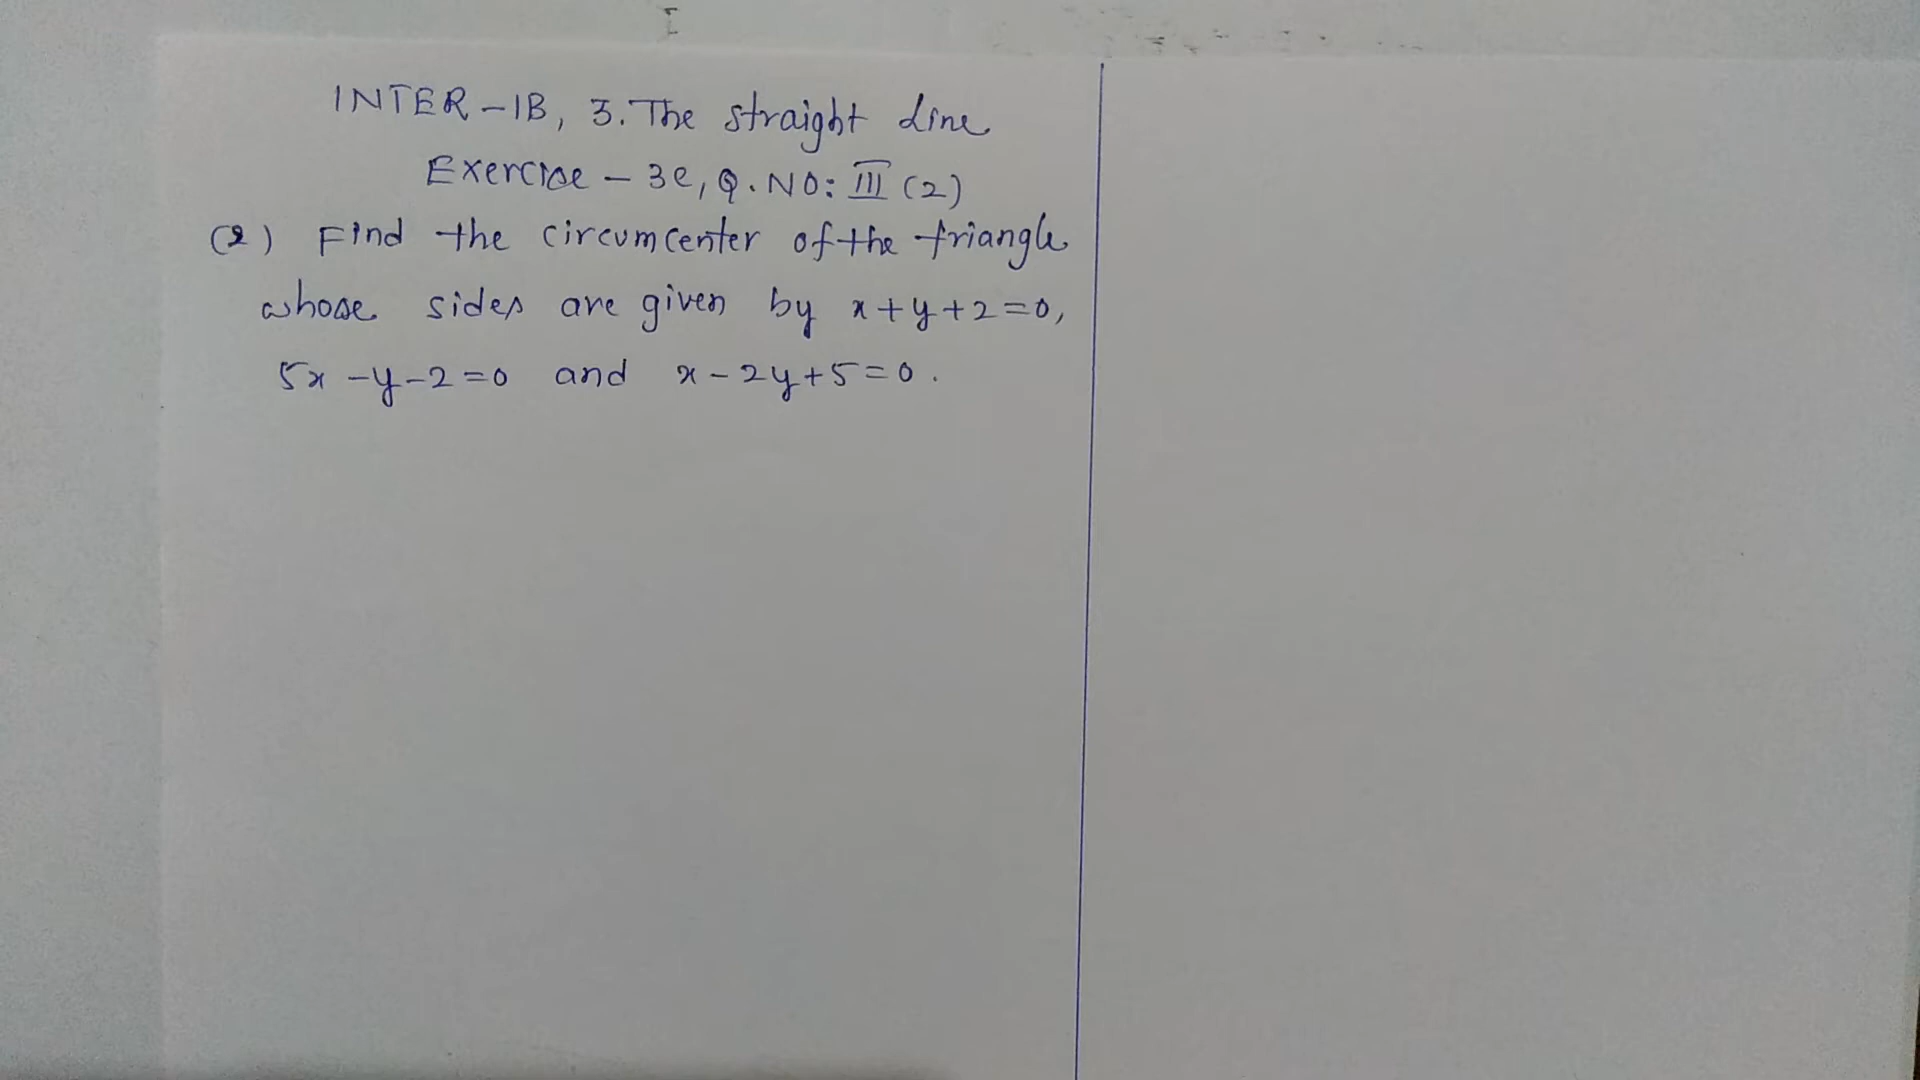 INTER-1B, 3. The straight Line
Exercise - 3e, Q. NO: III (2)
(2) Find the circumcenter of the triangle
whose sides are given by x+y+2=0,
5x-y-2=0 and x-2y+5=0.